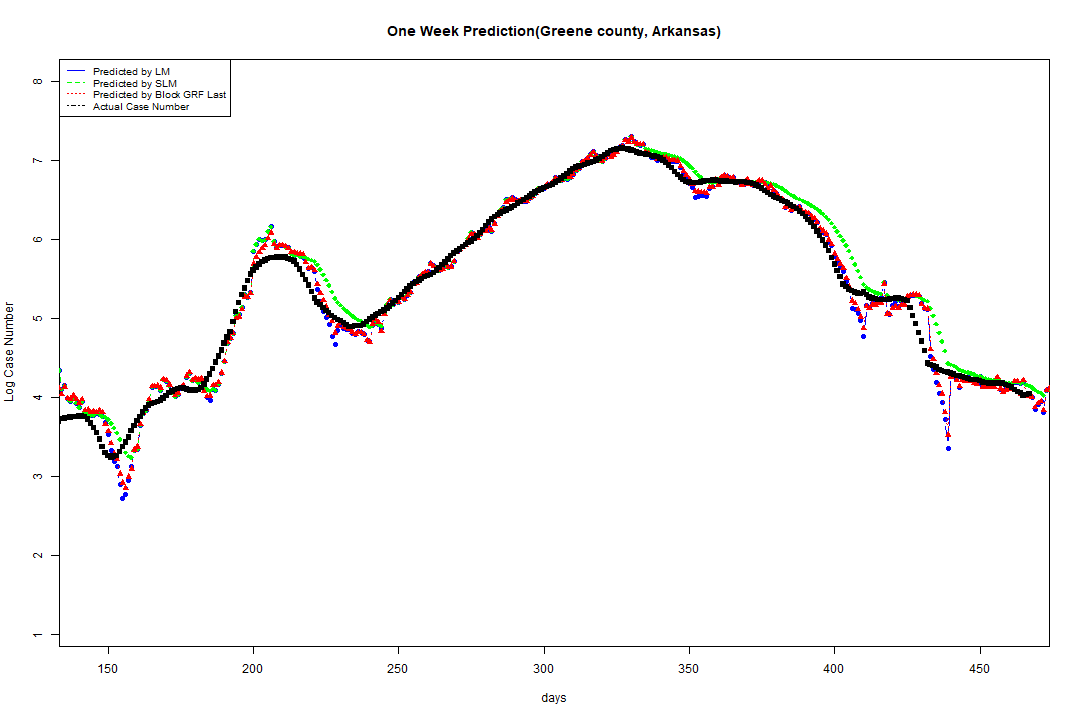 One Week Prediction(Greene county, Arkansas)
Predicted by LM
Predicted by SLM
Predicted by Block GRF Last
Actual Case Number
8
7
6
5
4
3
2
1
Log Case Number
150 200 250 300 350 400 450
days